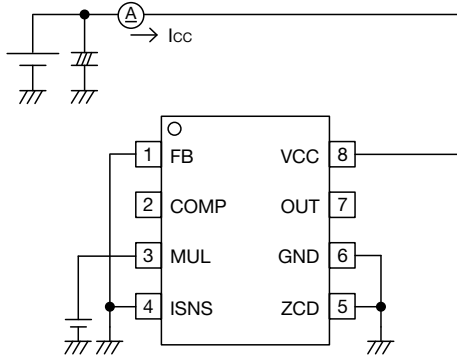 A
Icc
1 FB VCC 8
2 COMP OUT 7
3 MUL GND 6
4 ISNS ZCD 5